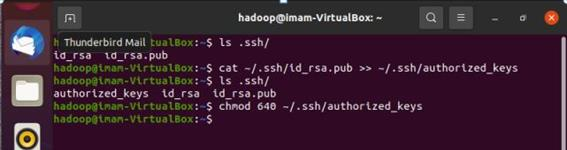 hadoop@imam-VirtualBox: ~
Thunderbird Mail
-VirtualBox:~$ ls .ssh/
id_rsa  id_rsa.pub
hadoop@imam-VirtualBox:~$ cat ~/.ssh/id_rsa.pub >> ~/.ssh/authorized_keys
hadoop@imam-VirtualBox:~$ ls .ssh/
authorized_keys  id_rsa  id_rsa.pub
hadoop@imam-VirtualBox:~$ chmod 640 ~/.ssh/authorized_keys
hadoop@imam-VirtualBox:~$